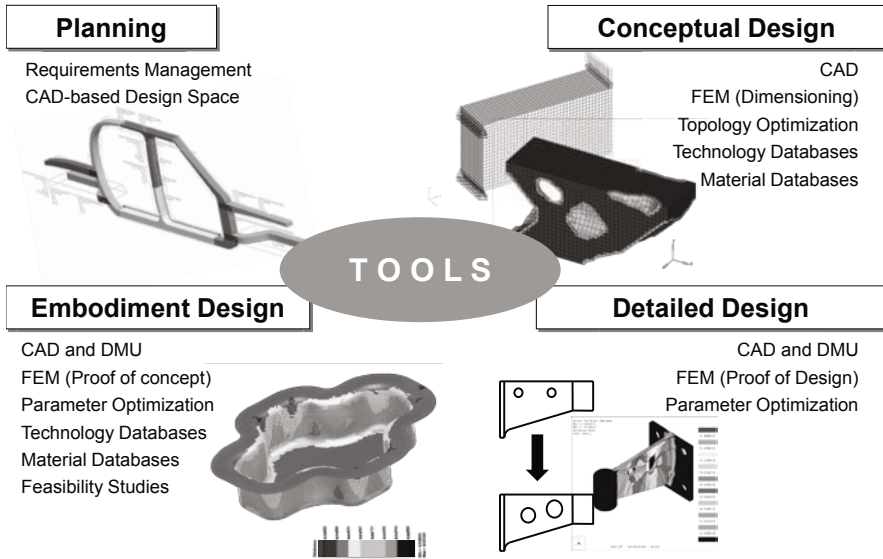 Planning
Requirements Management
CAD-based Design Space
Conceptual Design
CAD
FEM (Dimensioning)
Topology Optimization
Technology Databases
Material Databases
TOOLS
Embodiment Design
CAD and DMU
FEM (Proof of concept)
Parameter Optimization
Technology Databases
Material Databases
Feasibility Studies
Detailed Design
CAD and DMU
FEM (Proof of Design)
Parameter Optimization